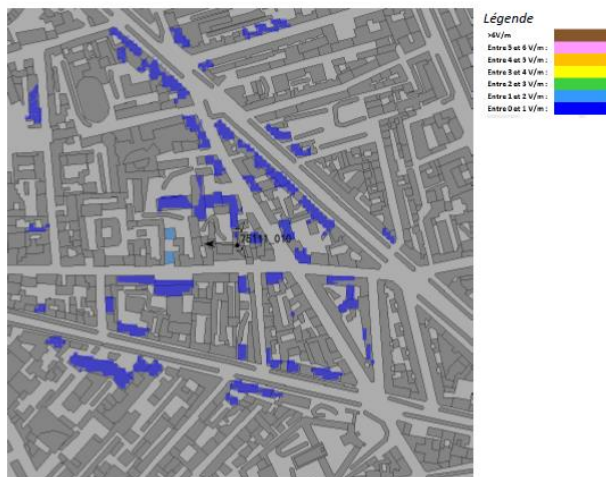 Légende
>6V/m
Entre 5 et 6 V/m :
Entre 4 et 5 V/m :
Entre 3 et 4 V/m :
Entre 2 et 3 V/m :
Entre 1 et 2 V/m :
Entre 0 et 1 V/m :
75111_010